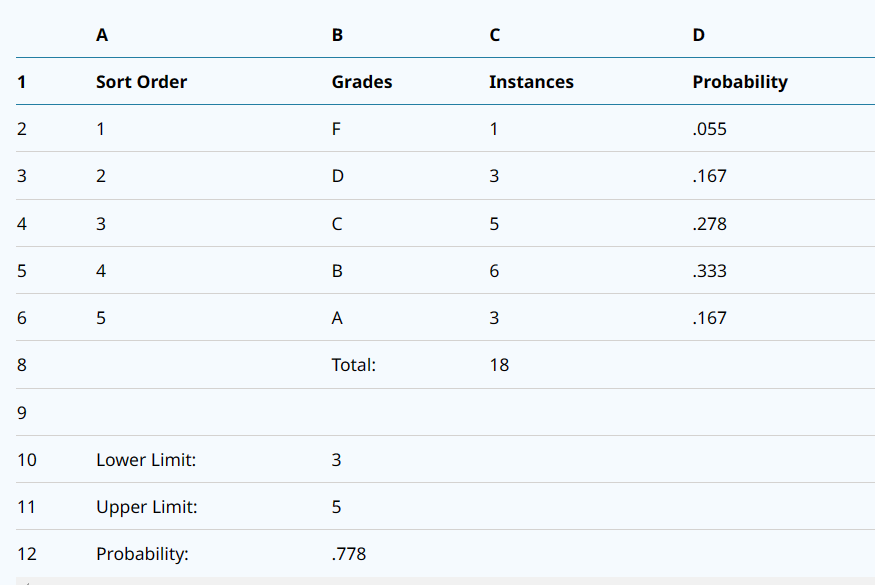 A B C D
1 Sort Order Grades Instances Probability
2 1 F 1 .055
3 2 D 3 .167
4 3 C 5 .278
5 4 B 6 .333
6 5 A 3 .167
8 Total: 18
9
10 Lower Limit: 3
11 Upper Limit: 5
12 Probability: .778